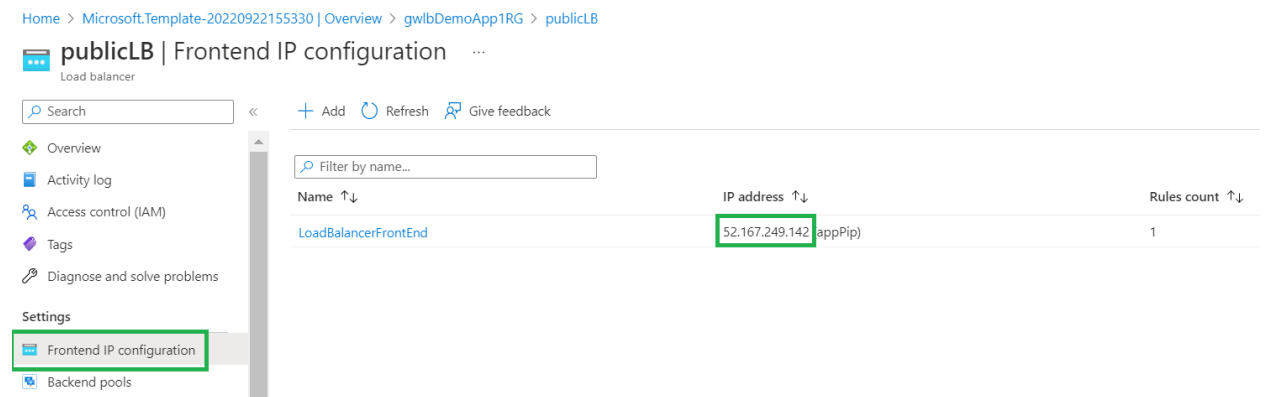 Home > Microsoft.Template-20220922155330 | Overview > gwlbDemoApp1RG > publicLB
publicLB | Frontend IP configuration ...
Load balancer
Search «
Overview
Activity log
Access control (IAM)
Tags
Diagnose and solve problems
Settings
Frontend IP configuration
Backend pools
Add Refresh Give feedback
Filter by name...
Name ↑↓ IP address ↑↓ Rules count ↑↓
LoadBalancerFrontEnd 52.167.249.142 appPip) 1